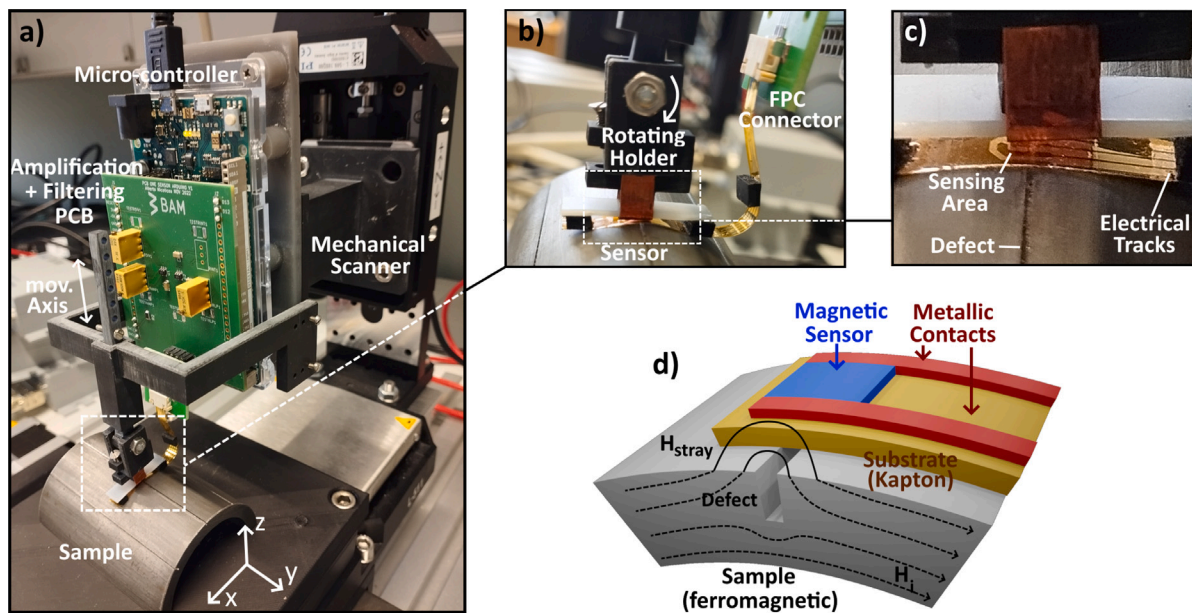 a)
Micro-controller
Amplification
+ Filtering
PCB
BAM
mov.
Axis
Mechanical
Scanner
Sample
z
y
x
b)
FPC
Connector
Rotating
Holder
Sensor
c)
Sensing
Area
Defect
Electrical
Tracks
d)
Magnetic
Sensor
Metallic
Contacts
Hstray
Substrate
(Kapton)
Defect
Hi
Sample
(ferromagnetic)